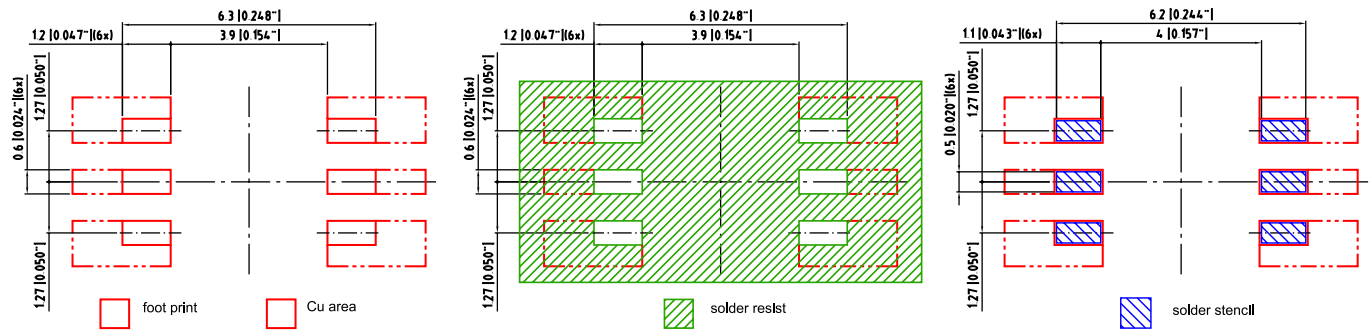 6.3 |0.248"|
1.2 |0.047"|(6x)
3.9 |0.154"|
1.27 |0.050"|
0.6 |0.024"|(6x)
1.27 |0.050"|
foot print
Cu area
6.3 |0.248"|
1.2 |0.047"|(6x)
3.9 |0.154"|
1.27 |0.050"|
0.6 |0.024"|(6x)
1.27 |0.050"|
solder resist
6.2 |0.244"|
1.1 |0.043"|(6x)
4 |0.157"|
1.27 |0.050"|
0.5 |0.020"|(6x)
1.27 |0.050"|
solder stencil